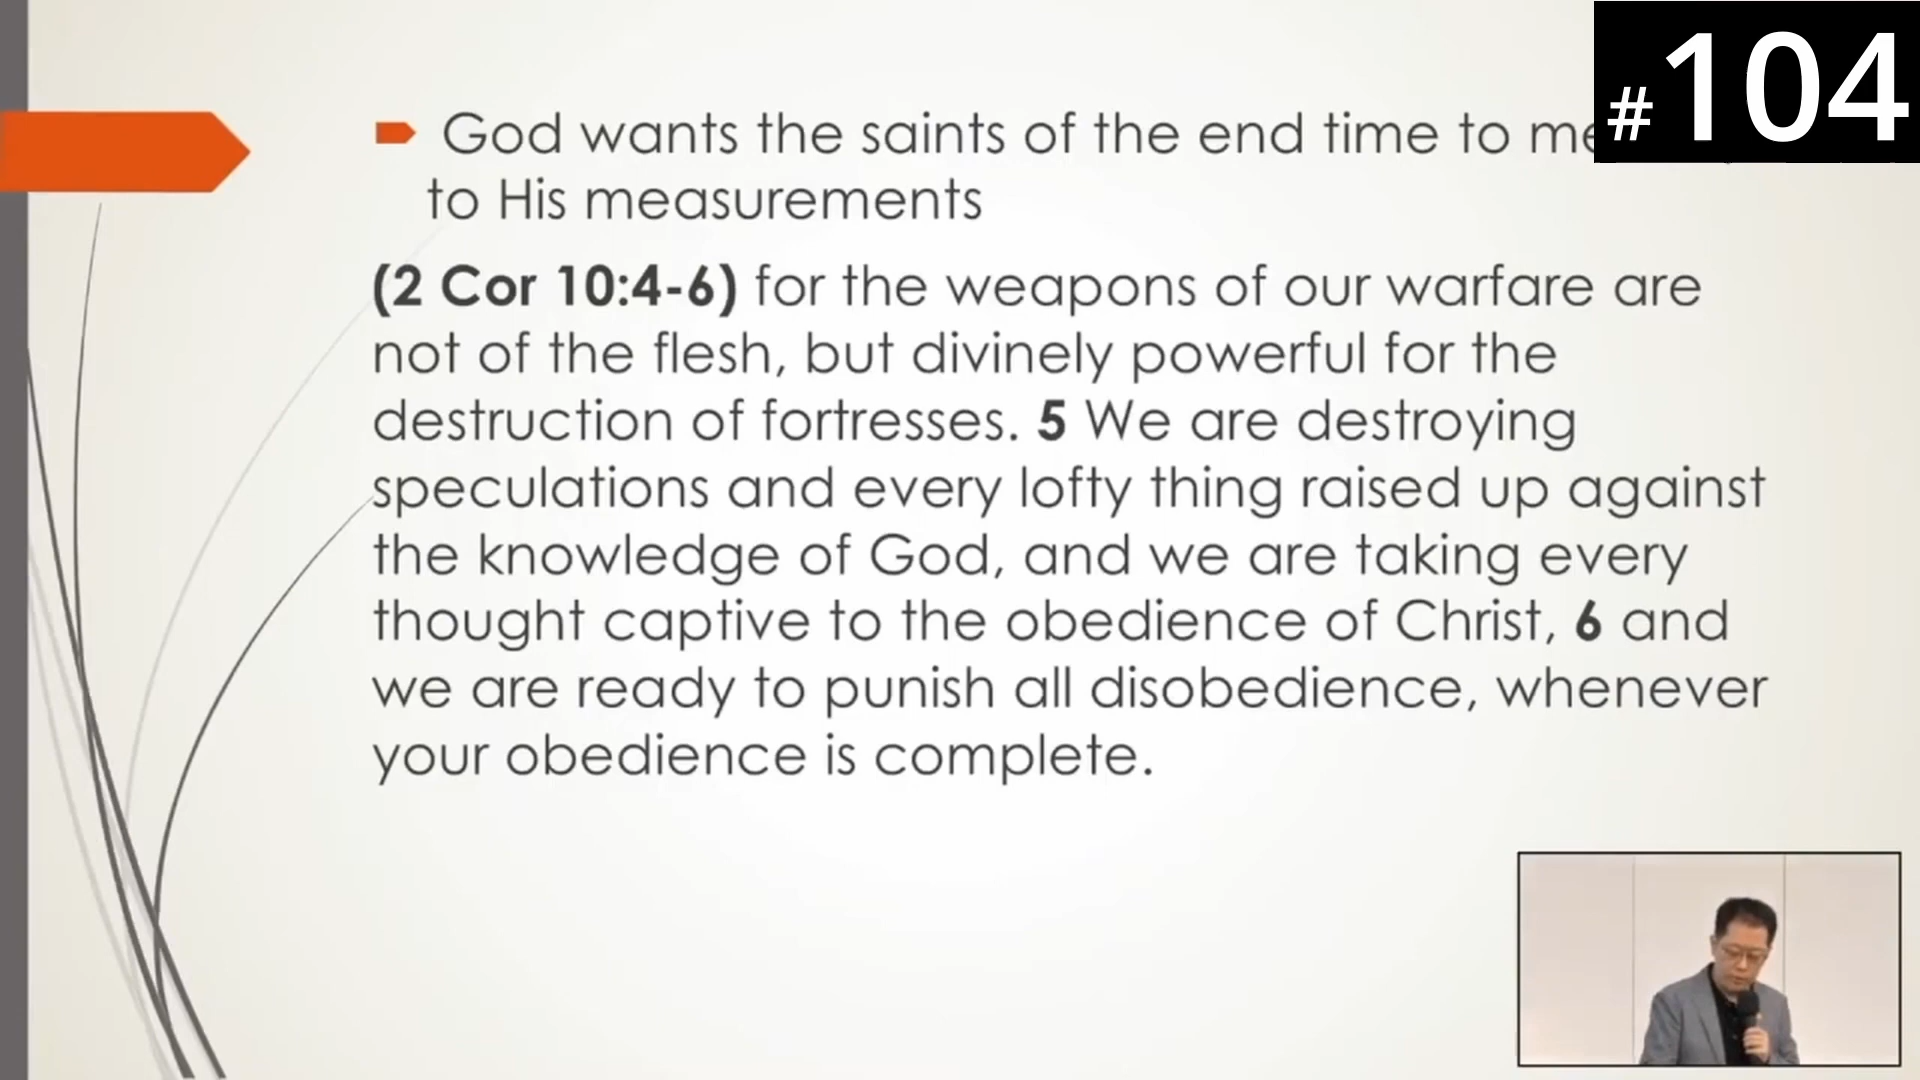 #104
God wants the saints of the end time to
to His measurements
(2 Cor 10:4-6) for the weapons of our warfare are
not of the flesh, but divinely powerful for the
destruction of fortresses. 5 We are destroying
speculations and every lofty thing raised up against
the knowledge of God, and we are taking every
thought captive to the obedience of Christ, 6 and
we are ready to punish all disobedience, whenever
your obedience is complete.